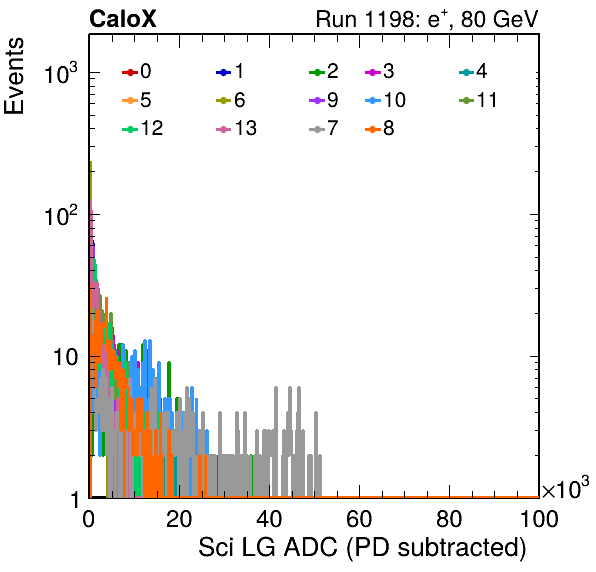 CaloX Run 1198: e⁺, 80 GeV
Events
10³
10²
10
1
0 1 2 3 4
5 6 9 10 11
12 13 7 8
0 20 40 60 80 100
×10³
Sci LG ADC (PD subtracted)